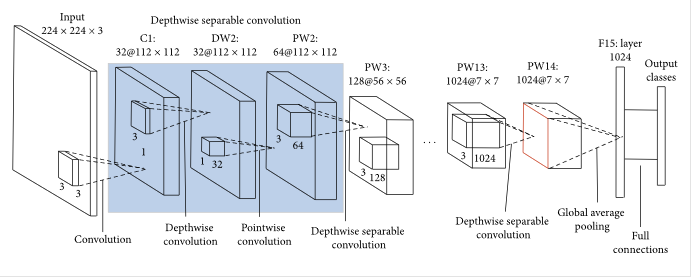 Depthwise separable convolution
Input
224 × 224 × 3
C1:
32@112 × 112
DW2:
32@112 × 112
PW2:
64@112 × 112
PW3:
128@56 × 56
PW13:
1024@7 × 7
PW14:
1024@7 × 7
F15: layer
1024
Output
classes
3
3
3
1
1
32
3
64
3
128
...
3
1024
Convolution
Depthwise
convolution
Pointwise
convolution
Depthwise separable
convolution
Depthwise separable
convolution
Global average
pooling
Full
connections